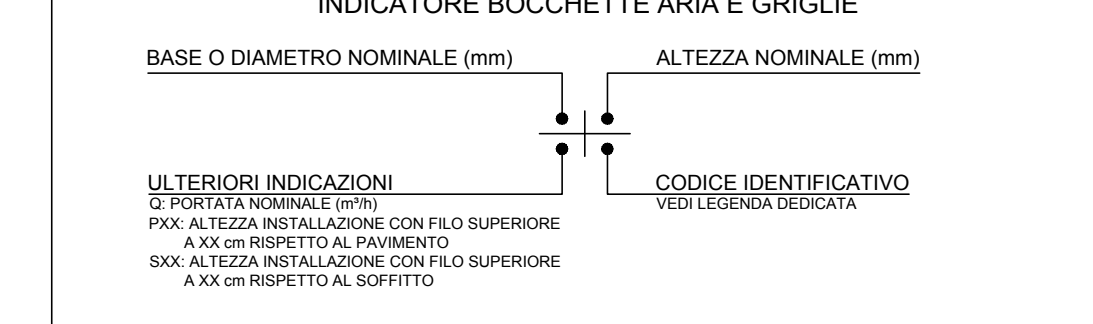 INDICATORE BOCCHETTE ARIA E GRIGLIE
BASE O DIAMETRO NOMINALE (mm)
ALTEZZA NOMINALE (mm)
ULTERIORI INDICAZIONI
Q: PORTATA NOMINALE (m³/h)
PXX: ALTEZZA INSTALLAZIONE CON FILO SUPERIORE
A XX cm RISPETTO AL PAVIMENTO
SXX: ALTEZZA INSTALLAZIONE CON FILO SUPERIORE
A XX cm RISPETTO AL SOFFITTO
CODICE IDENTIFICATIVO
VEDI LEGENDA DEDICATA